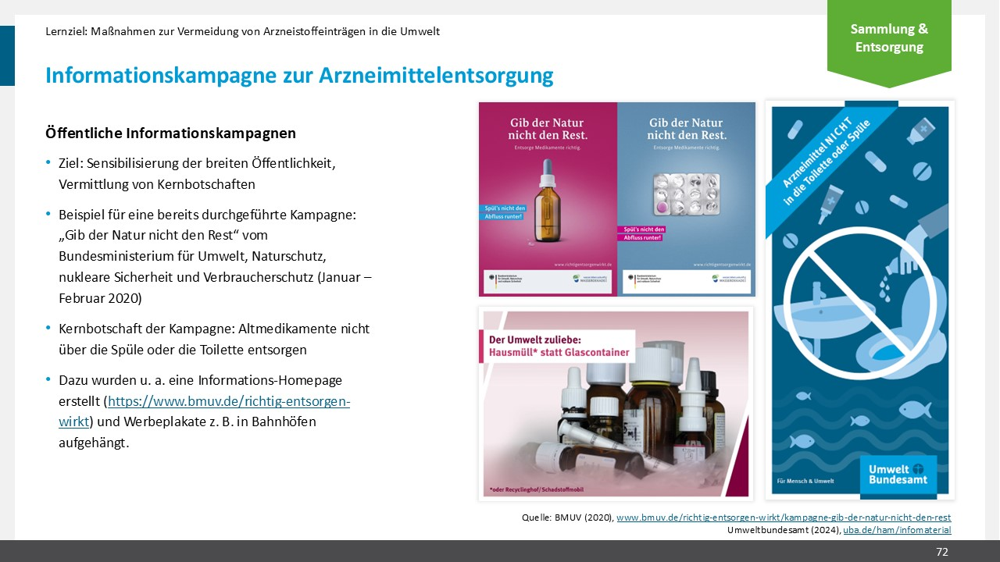 Lernziel: Maßnahmen zur Vermeidung von Arzneistoffeinträgen in die Umwelt
Sammlung &
Entsorgung
Informationskampagne zur Arzneimittelentsorgung
Öffentliche Informationskampagnen
• Ziel: Sensibilisierung der breiten Öffentlichkeit,
Vermittlung von Kernbotschaften
• Beispiel für eine bereits durchgeführte Kampagne:
„Gib der Natur nicht den Rest“ vom
Bundesministerium für Umwelt, Naturschutz,
nukleare Sicherheit und Verbraucherschutz (Januar –
Februar 2020)
• Kernbotschaft der Kampagne: Altmedikamente nicht
über die Spüle oder die Toilette entsorgen
• Dazu wurden u. a. eine Informations-Homepage
erstellt (https://www.bmuv.de/richtig-entsorgen-
wirkt) und Werbeplakate z. B. in Bahnhöfen
aufgehängt.
Gib der Natur
nicht den Rest.
Entsorge Medikamente richtig.
Spül's nicht den
Abfluss runter!
www.richtigentsorgenwirkt.de
Gib der Natur
nicht den Rest.
Entsorge Medikamente richtig.
Spül's nicht den
Abfluss runter!
www.richtigentsorgenwirkt.de
Der Umwelt zuliebe:
Hausmüll* statt Glascontainer
*oder Recyclinghof/Schadstoffmobil
Arzneimittel NICHT
in die Toilette oder Spüle
Für Mensch & Umwelt
Umwelt
Bundesamt
Quelle: BMUV (2020), www.bmuv.de/richtig-entsorgen-wirkt/kampagne-gib-der-natur-nicht-den-rest
Umweltbundesamt (2024), uba.de/ham/infomaterial
72